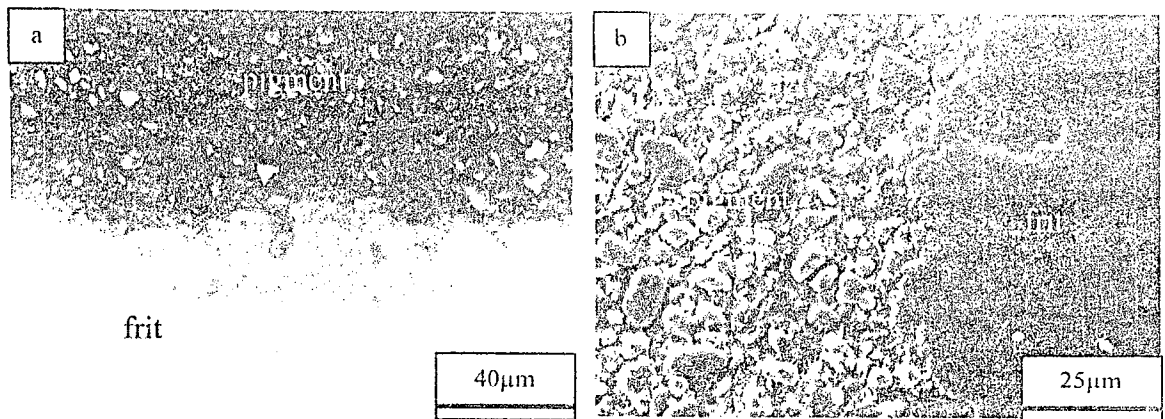 a
pigment
frit
40μm
b
pigment
frit
25μm